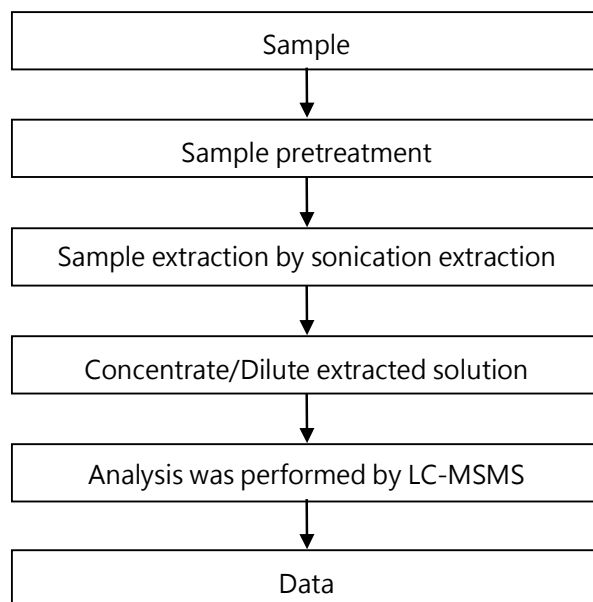 Sample
Sample pretreatment
Sample extraction by sonication extraction
Concentrate/Dilute extracted solution
Analysis was performed by LC-MSMS
Data